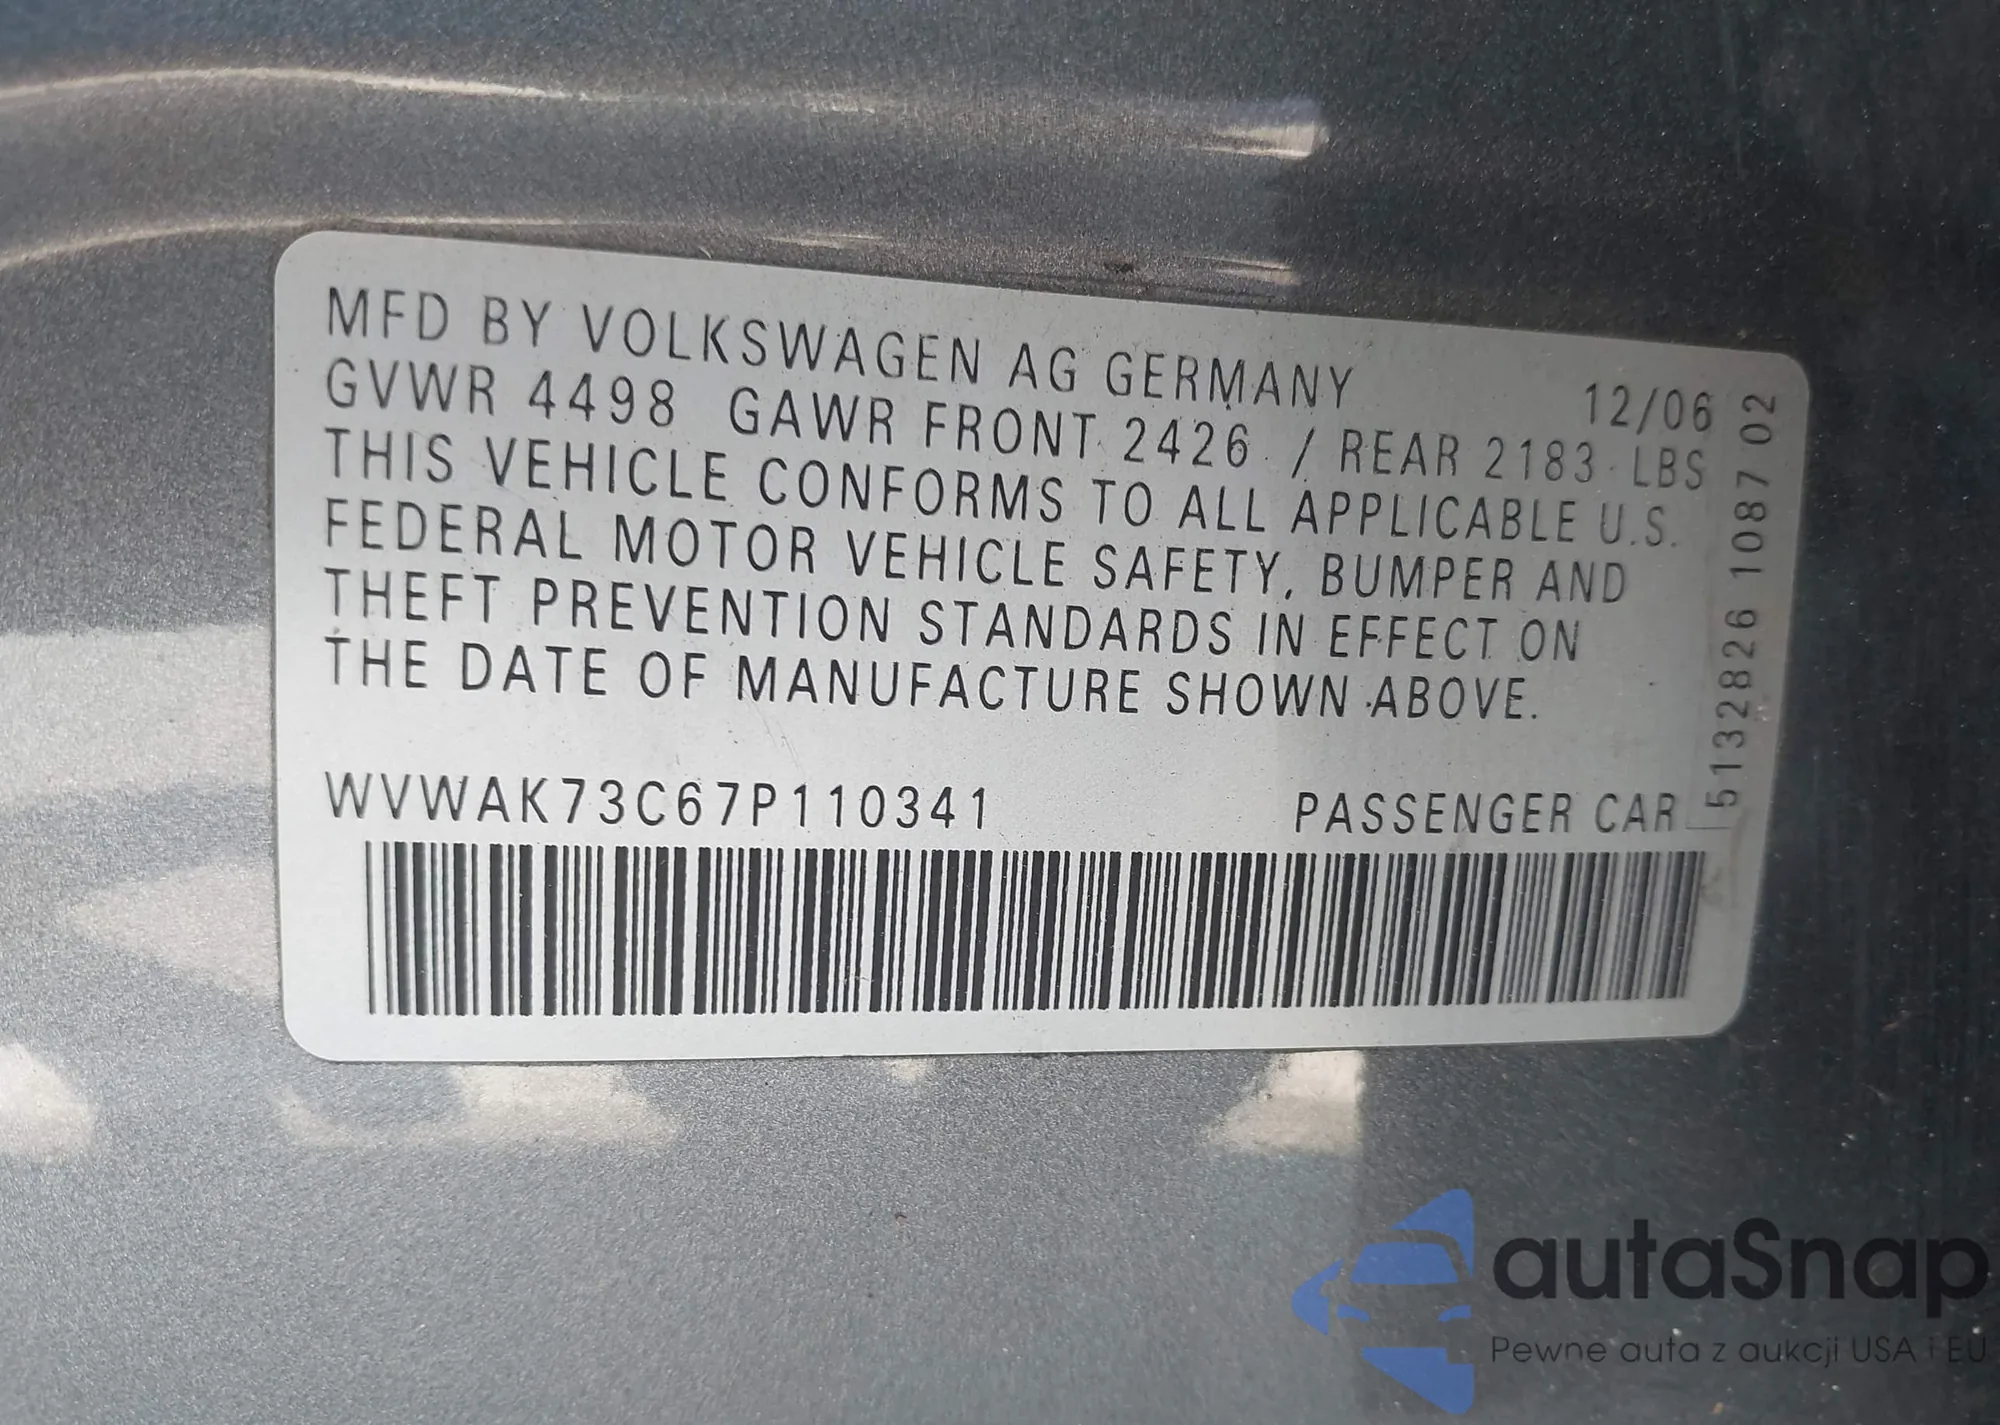 MFD BY VOLKSWAGEN AG GERMANY 12/06
GVWR 4498 GAWR FRONT 2426 / REAR 2183 LBS
THIS VEHICLE CONFORMS TO ALL APPLICABLE U.S.
FEDERAL MOTOR VEHICLE SAFETY, BUMPER AND
THEFT PREVENTION STANDARDS IN EFFECT ON
THE DATE OF MANUFACTURE SHOWN ABOVE.
WVWAK73C67P110341 PASSENGER CAR
5132826 1087 02
autaSnap
Pewne auta z aukcji USA i EU